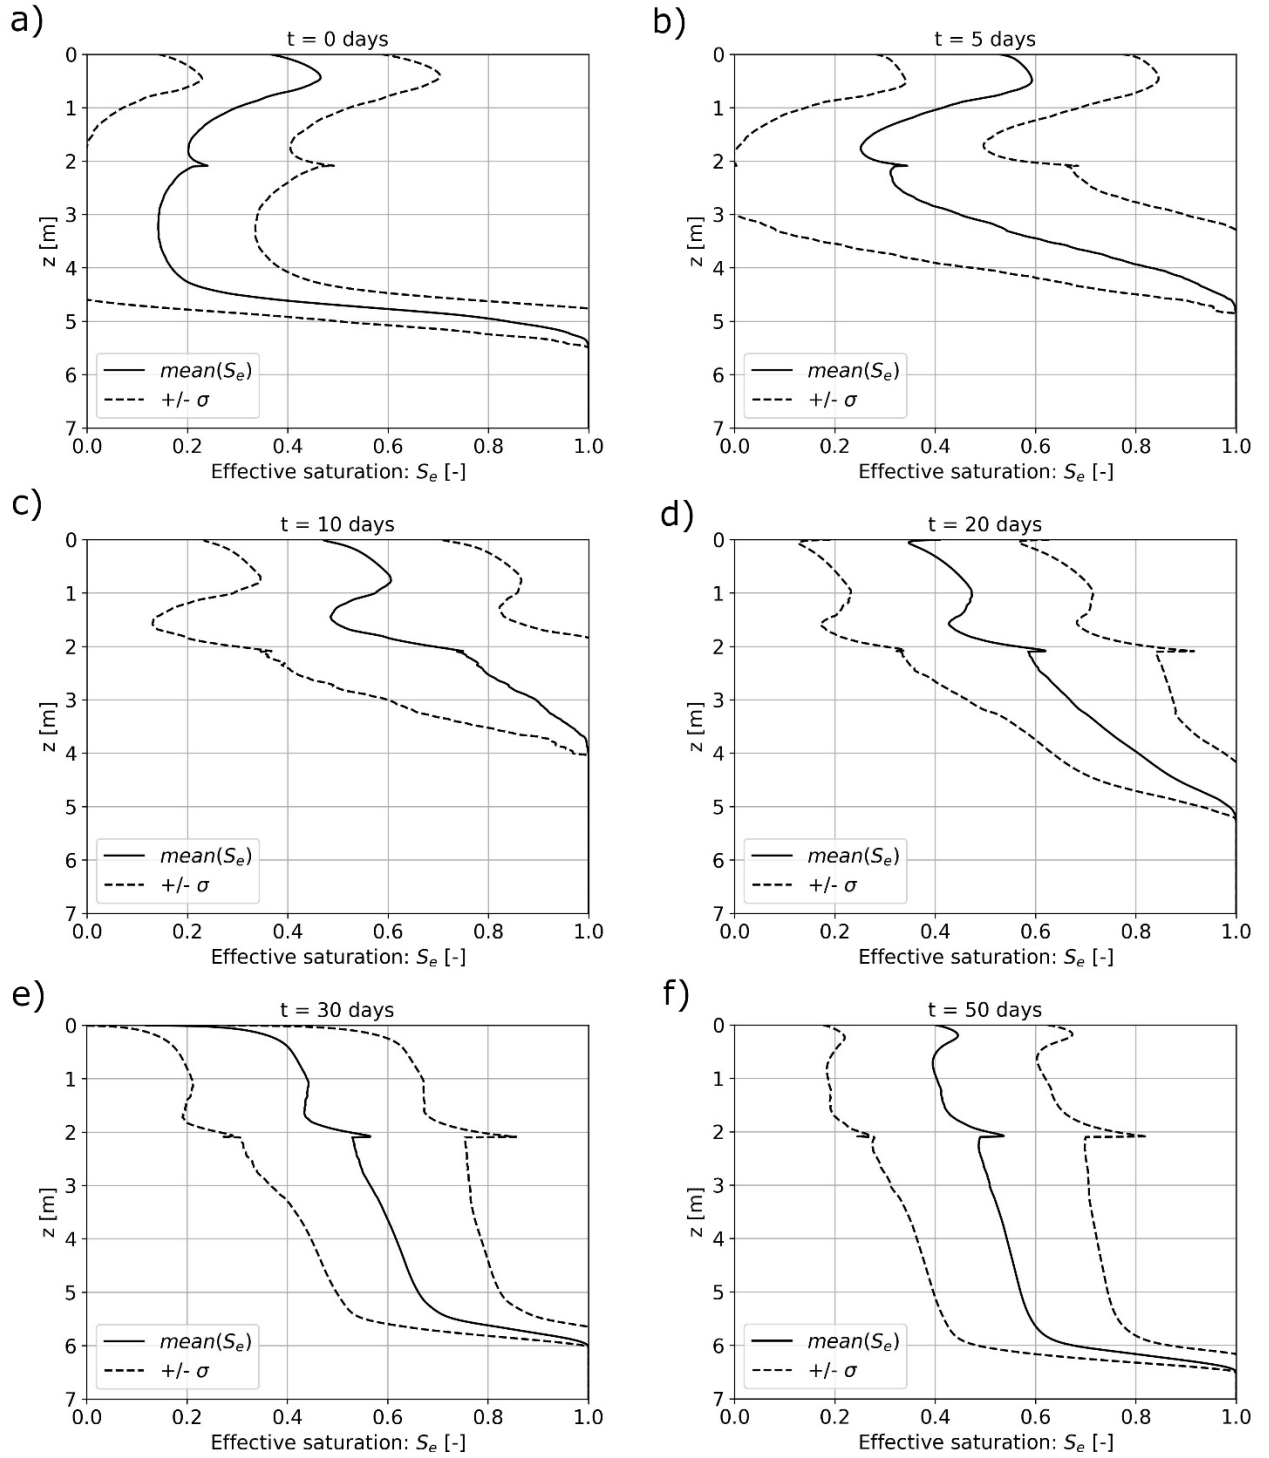 a)
t = 0 days
0
1
2
3
4
5
6
7
z [m]
mean(Sₑ)
+/- σ
0.0 0.2 0.4 0.6 0.8 1.0
Effective saturation: Sₑ [-]
b)
t = 5 days
0
1
2
3
4
5
6
7
z [m]
mean(Sₑ)
+/- σ
0.0 0.2 0.4 0.6 0.8 1.0
Effective saturation: Sₑ [-]
c)
t = 10 days
0
1
2
3
4
5
6
7
z [m]
mean(Sₑ)
+/- σ
0.0 0.2 0.4 0.6 0.8 1.0
Effective saturation: Sₑ [-]
d)
t = 20 days
0
1
2
3
4
5
6
7
z [m]
mean(Sₑ)
+/- σ
0.0 0.2 0.4 0.6 0.8 1.0
Effective saturation: Sₑ [-]
e)
t = 30 days
0
1
2
3
4
5
6
7
z [m]
mean(Sₑ)
+/- σ
0.0 0.2 0.4 0.6 0.8 1.0
Effective saturation: Sₑ [-]
f)
t = 50 days
0
1
2
3
4
5
6
7
z [m]
mean(Sₑ)
+/- σ
0.0 0.2 0.4 0.6 0.8 1.0
Effective saturation: Sₑ [-]